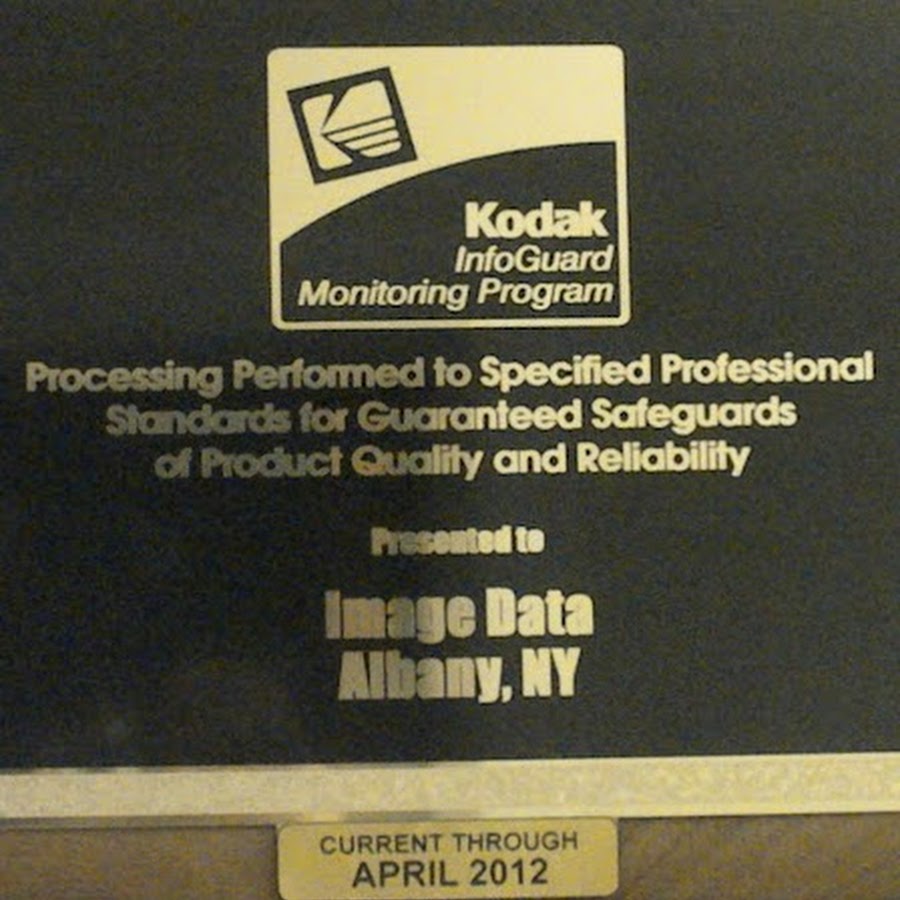 Kodak
InfoGuard
Monitoring Program
Processing Performed to Specified Professional
Standards for Guaranteed Safeguards
of Product Quality and Reliability
Presented to
Image Data
Albany, NY
CURRENT THROUGH
APRIL 2012